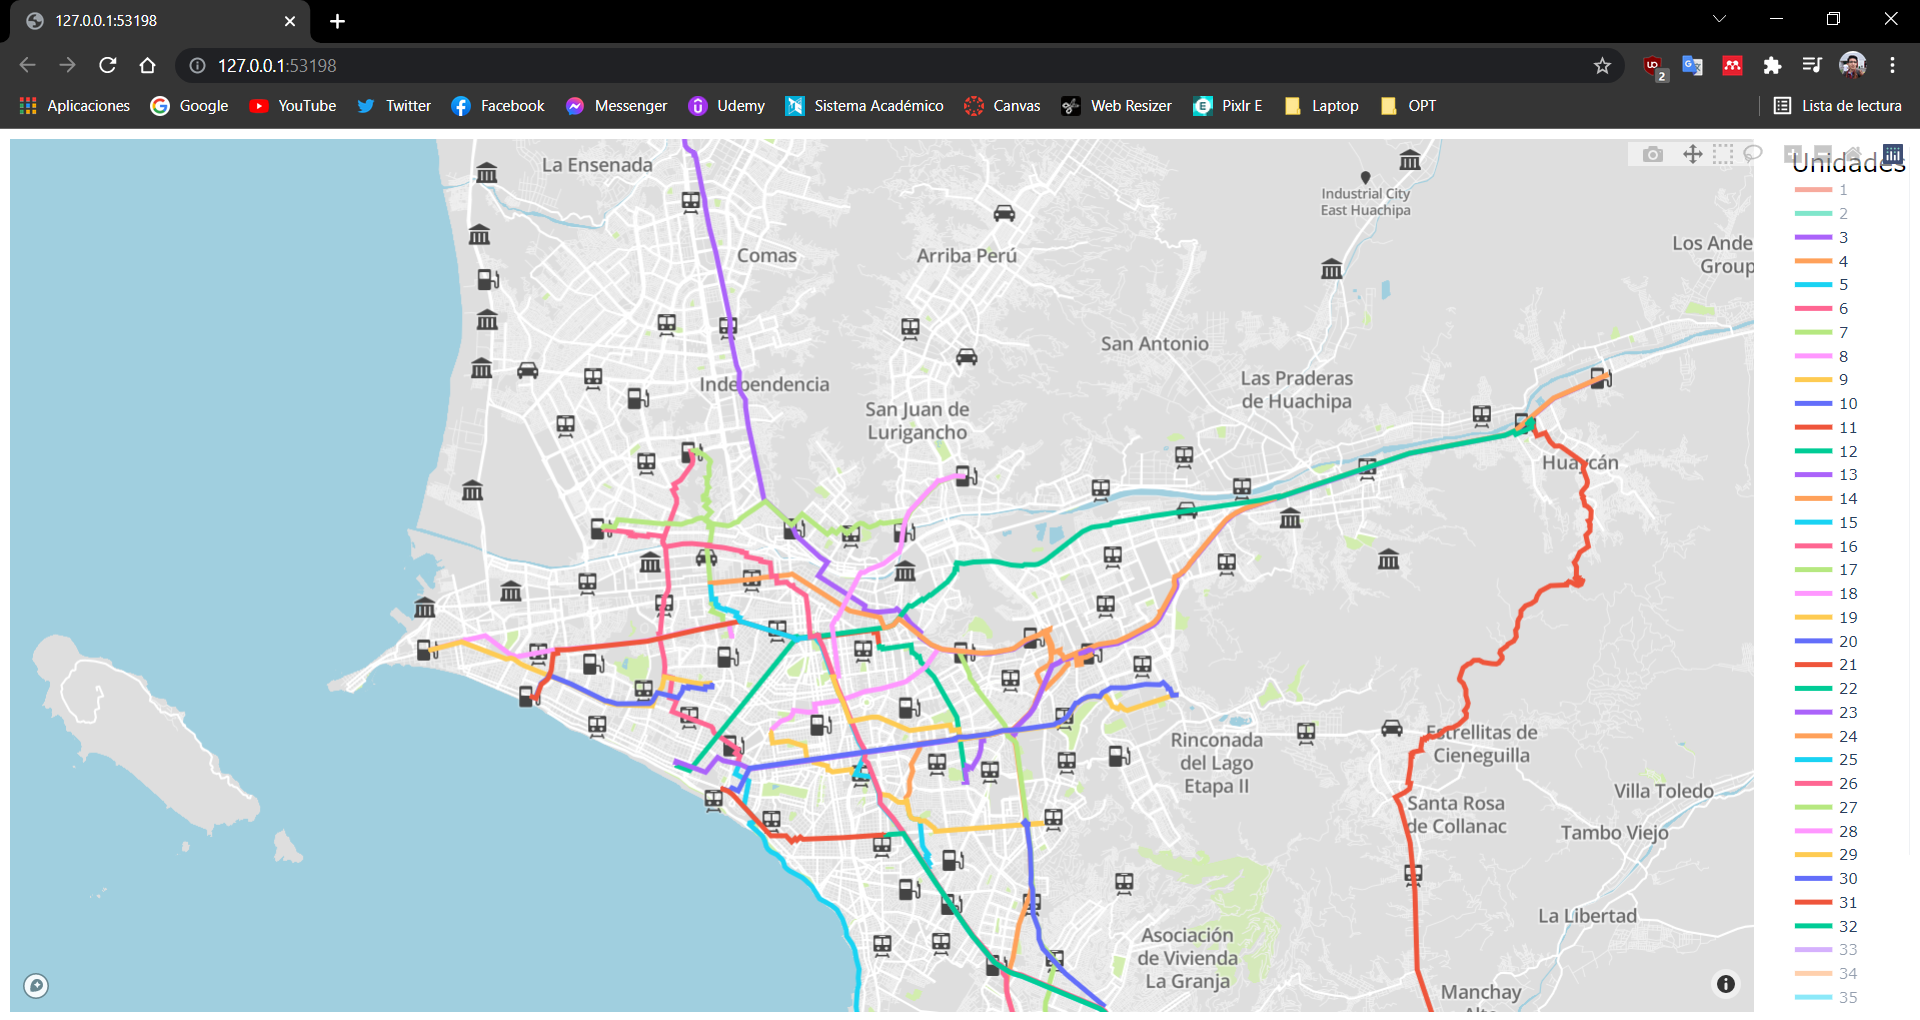 127.0.0.1:53198
127.0.0.1:53198
2
Aplicaciones Google YouTube Twitter Facebook Messenger Udemy Sistema Académico Canvas Web Resizer Pixlr E Laptop OPT Lista de lectura
La Ensenada
Industrial City
East Huachipa
Comas
Arriba Perú
Los Ande
Group
San Antonio
Independencia
Las Praderas
de Huachipa
San Juan de
Lurigancho
Huaycán
Rinconada
del Lago
Etapa II
Estrellitas de
Cieneguilla
Santa Rosa
de Collanac
Villa Toledo
Tambo Viejo
La Libertad
Asociación
de Vivienda
La Granja
Manchay
Unidades
1
2
3
4
5
6
7
8
9
10
11
12
13
14
15
16
17
18
19
20
21
22
23
24
25
26
27
28
29
30
31
32
33
34
35